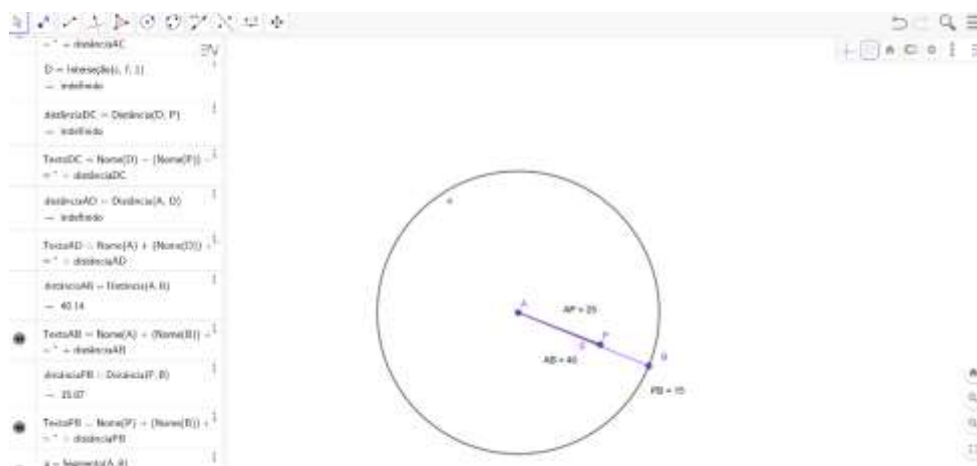 = " + distânciaAC
D = Interseção(c, f, 1)
→ indefinido
distânciaDC = Distância(D, P)
→ indefinido
TextoDC = Nome(D) + (Nome(P)) +
= " + distânciaDC
distânciaAD = Distância(A, D)
→ indefinido
TextoAD = Nome(A) + (Nome(D)) +
= " + distânciaAD
distânciaAB = Distância(A, B)
→ 40.14
TextoAB = Nome(A) + (Nome(B)) +
= " + distânciaAB
distânciaPB = Distância(P, B)
TextoPB = Nome(P) + (Nome(B)) +
= " + distânciaPB
a = Segmento(A, B)
A
AP = 25
P
AB = 40
B
PB = 15